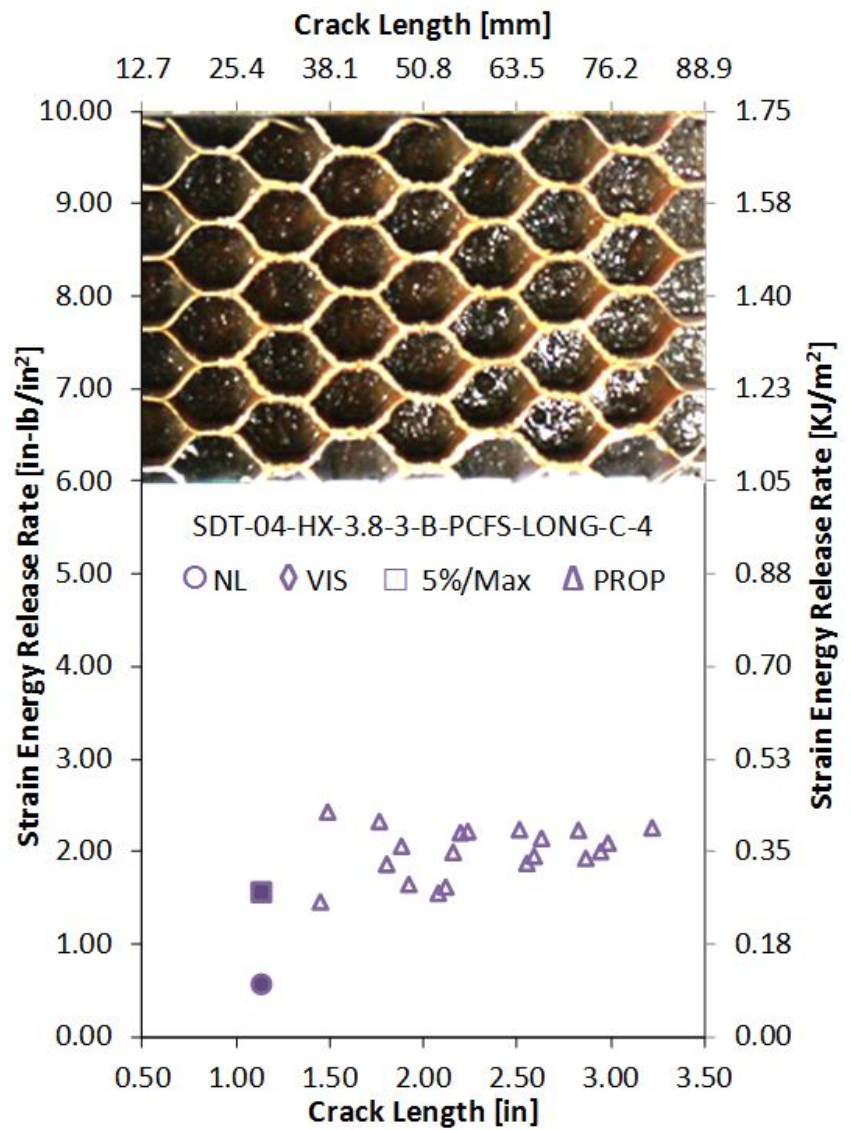 Crack Length [mm]
12.7 25.4 38.1 50.8 63.5 76.2 88.9
10.00 1.75
9.00 1.58
8.00 1.40
7.00 1.23
6.00 1.05
5.00 0.88
4.00 0.70
3.00 0.53
2.00 0.35
1.00 0.18
0.00 0.00
Strain Energy Release Rate [in-lb/in²]
Strain Energy Release Rate [KJ/m²]
SDT-04-HX-3.8-3-B-PCFS-LONG-C-4
NL VIS 5%/Max PROP
0.50 1.00 1.50 2.00 2.50 3.00 3.50
Crack Length [in]